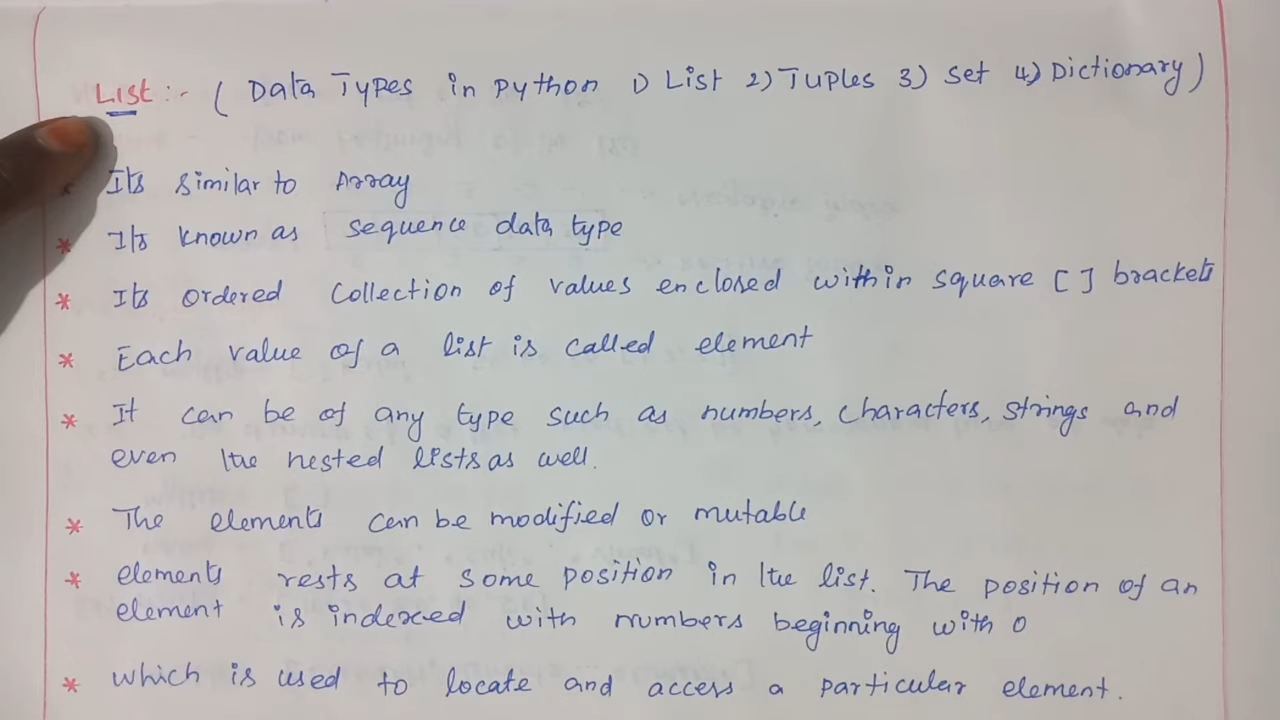 List :- ( Data Types in python 1) List 2) Tuples 3) Set 4) Dictionary )
* Its similar to Array
* Its known as sequence data type
* Its ordered collection of values enclosed within square [ ] brackets
* Each value of a list is called element
* It can be of any type such as numbers, characters, strings and
even the nested lists as well.
* The elements can be modified or mutable
* elements rests at some position in the list. The position of an
element is indexed with numbers beginning with 0
* which is used to locate and access a particular element.